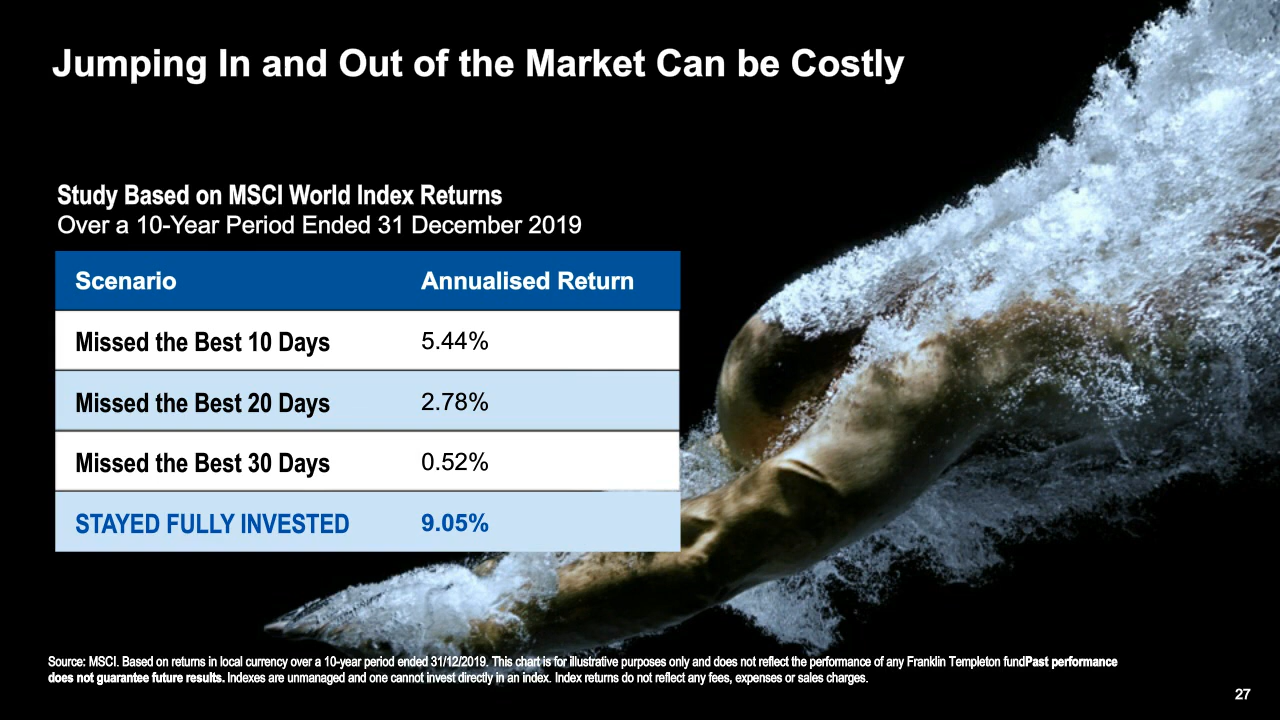 Jumping In and Out of the Market Can be Costly
Study Based on MSCI World Index Returns
Over a 10-Year Period Ended 31 December 2019
Scenario Annualised Return
Missed the Best 10 Days 5.44%
Missed the Best 20 Days 2.78%
Missed the Best 30 Days 0.52%
STAYED FULLY INVESTED 9.05%
Source: MSCI. Based on returns in local currency over a 10-year period ended 31/12/2019. This chart is for illustrative purposes only and does not reflect the performance of any Franklin Templeton fundPast performance
does not guarantee future results. Indexes are unmanaged and one cannot invest directly in an index. Index returns do not reflect any fees, expenses or sales charges.
27